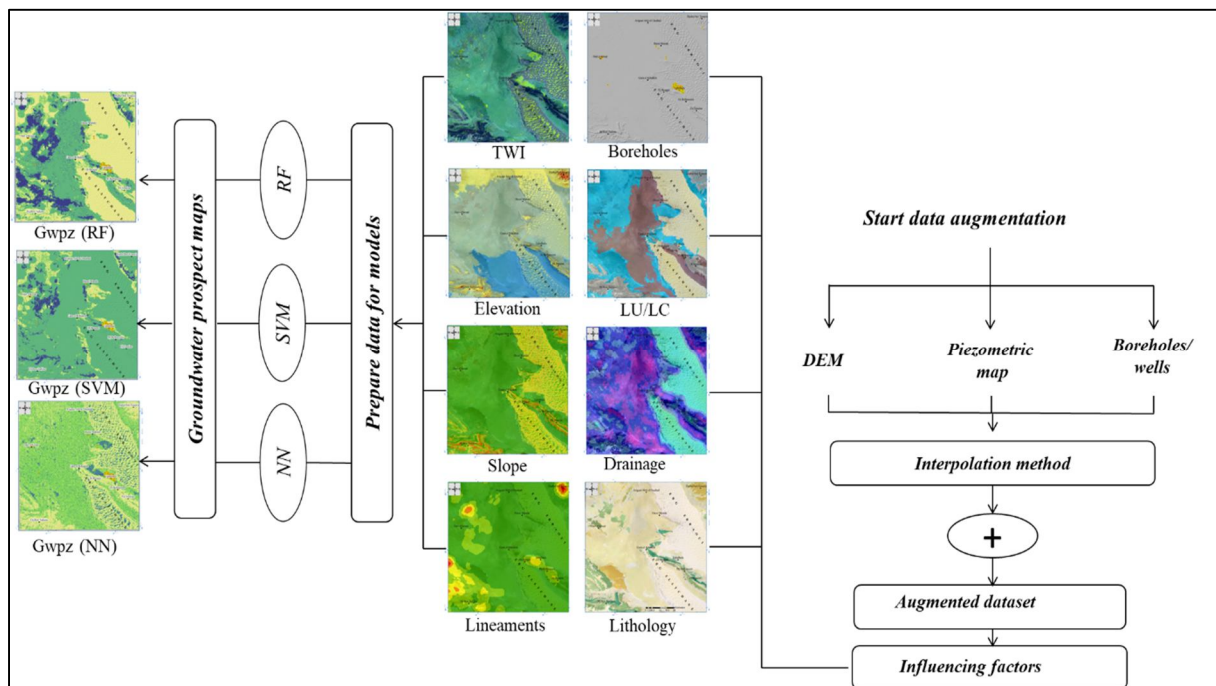 Gwpz (RF)
Gwpz (SVM)
Gwpz (NN)
Groundwater prospect maps
RF
SVM
NN
Prepare data for models
TWI
Boreholes
Elevation
LU/LC
Slope
Drainage
Lineaments
Lithology
Start data augmentation
DEM
Piezometric
map
Boreholes/
wells
Interpolation method
+
Augmented dataset
Influencing factors